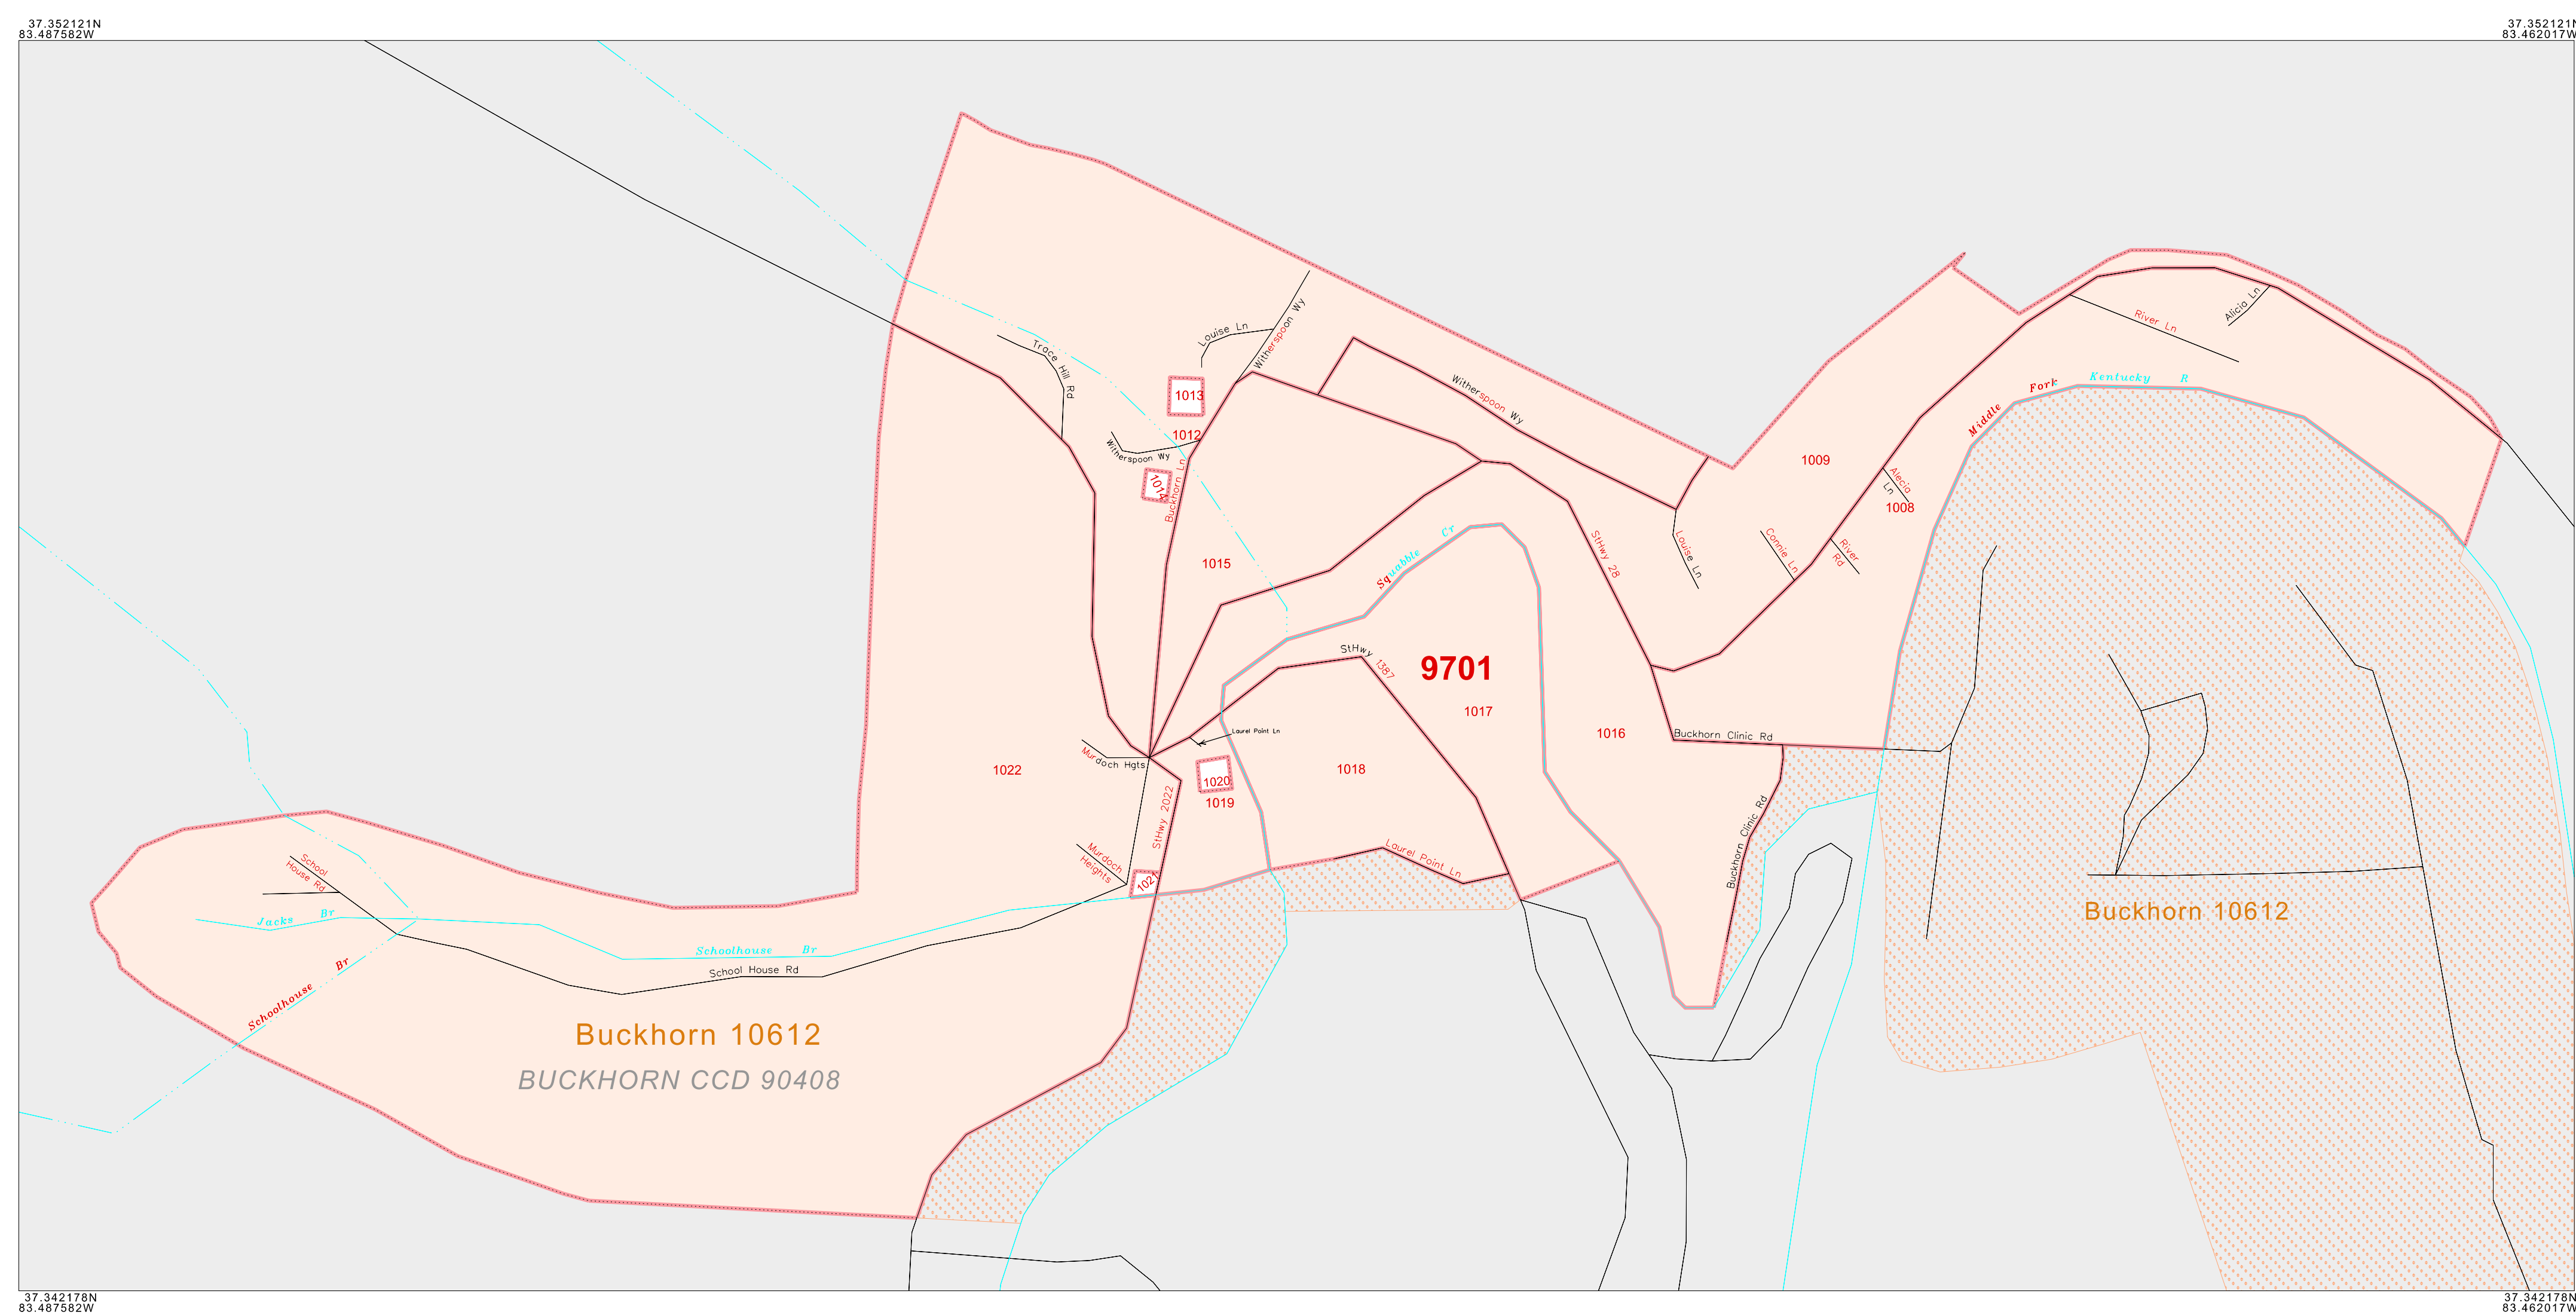 37.352121N
83.487582W
37.352121N
83.462017W
Witherspoon Wy
Louise Ln
Trace Hill Rd
1013
1012
Witherspoon Wy
1014
Buckhorn Ln
1015
Witherspoon Wy
Squabble Cr
StHwy 28
Louise Ln
1009
Connie Ln
River
Rd
Alecia
Ln
1008
River Ln
Alicia Ln
Middle Fork Kentucky R
StHwy 1387
9701
1017
1016
Buckhorn Clinic Rd
Buckhorn Clinic Rd
Laurel Point Ln
Murdoch Hgts
1022
1020
1019
1018
StHwy 2022
Murdoch
Heights
1021
Laurel Point Ln
School
House Rd
Jacks Br
Schoolhouse Br
School House Rd
Schoolhouse Br
Buckhorn 10612
BUCKHORN CCD 90408
Buckhorn 10612
37.342178N
83.487582W
37.342178N
83.462017W